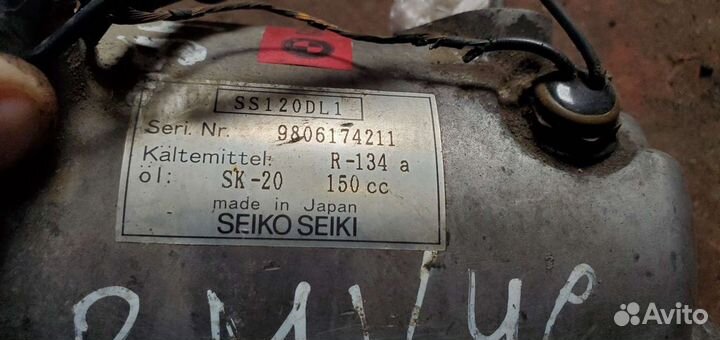 SS120DL1
Seri. Nr. 9806174211
Kältemittel: R-134 a
öl: SK-20 150 cc
made in Japan
SEIKO SEIKI
Avito